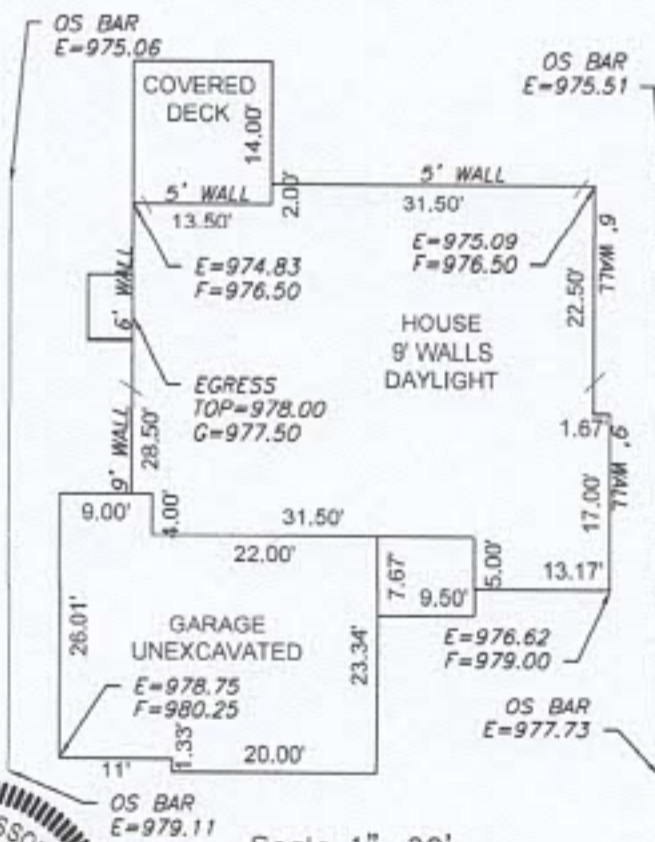 OS BAR
E=975.06
COVERED
DECK
14.00'
OS BAR
E=975.51
5' WALL
13.50'
2.00'
5' WALL
31.50'
E=974.83
F=976.50
E=975.09
F=976.50
6' WALL
22.50'
6' WALL
HOUSE
9' WALLS
DAYLIGHT
EGRESS
TOP=978.00
G=977.50
9' WALL
28.50'
1.67'
9' WALL
17.00'
9.00'
4.00'
31.50'
22.00'
7.67'
9.50'
5.00'
13.17'
26.01'
GARAGE
UNEXCAVATED
23.34'
E=976.62
F=979.00
E=978.75
F=980.25
OS BAR
E=977.73
11'
1.33'
20.00'
OS BAR
E=979.11